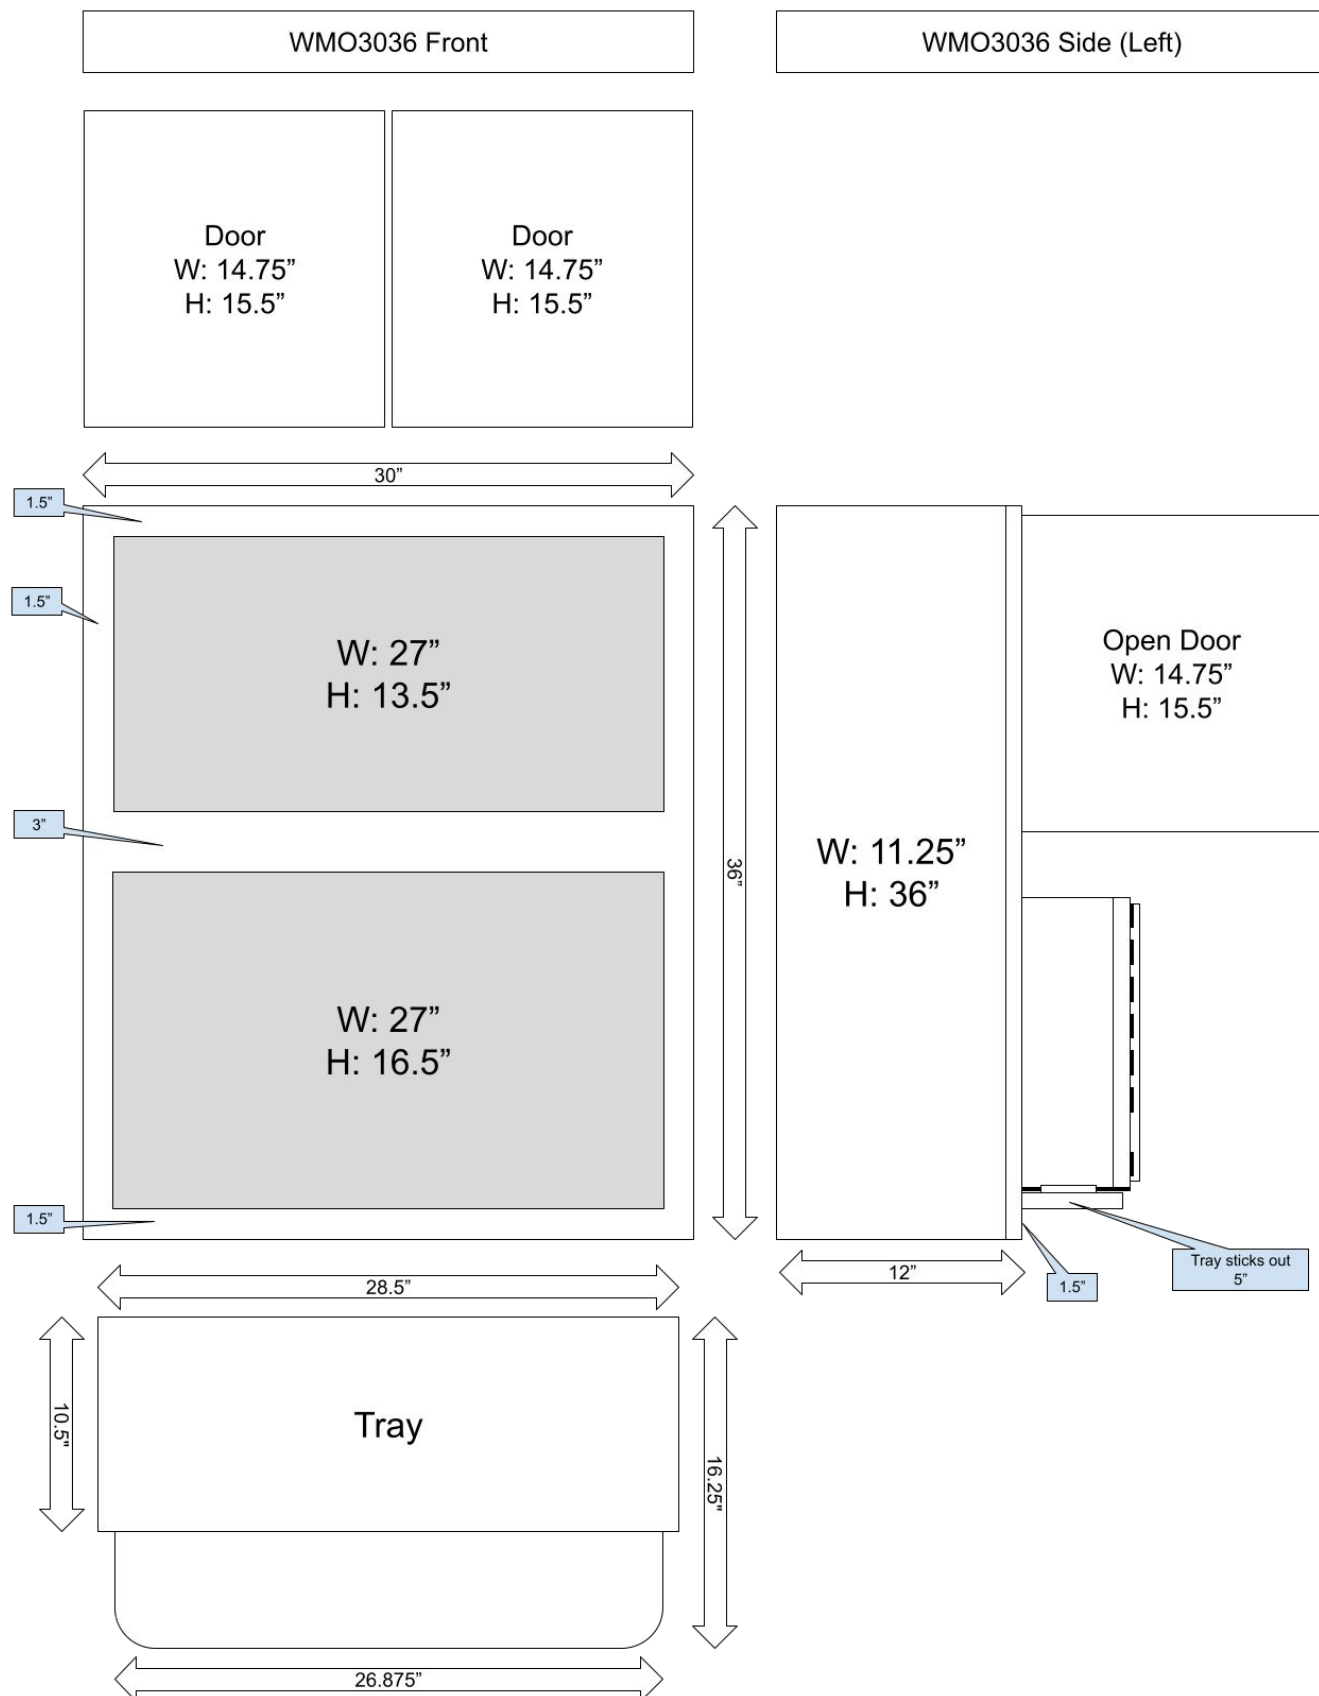 WMO3036 Front
WMO3036 Side (Left)
Door
W: 14.75”
H: 15.5”
Door
W: 14.75”
H: 15.5”
30”
1.5”
1.5”
W: 27”
H: 13.5”
3”
36”
W: 27”
H: 16.5”
1.5”
Open Door
W: 14.75”
H: 15.5”
W: 11.25”
H: 36”
12”
1.5”
Tray sticks out
5”
28.5”
10.5"
Tray
16.25"
26.875”